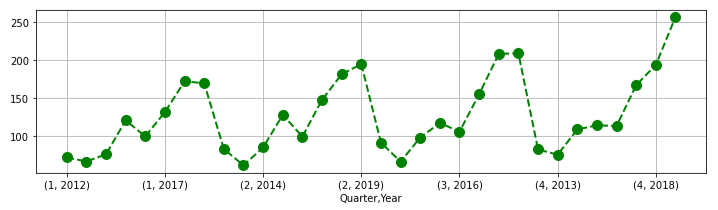 250
200
150
100
(1, 2012) (1, 2017) (2, 2014) (2, 2019) (3, 2016) (4, 2013) (4, 2018)
Quarter,Year